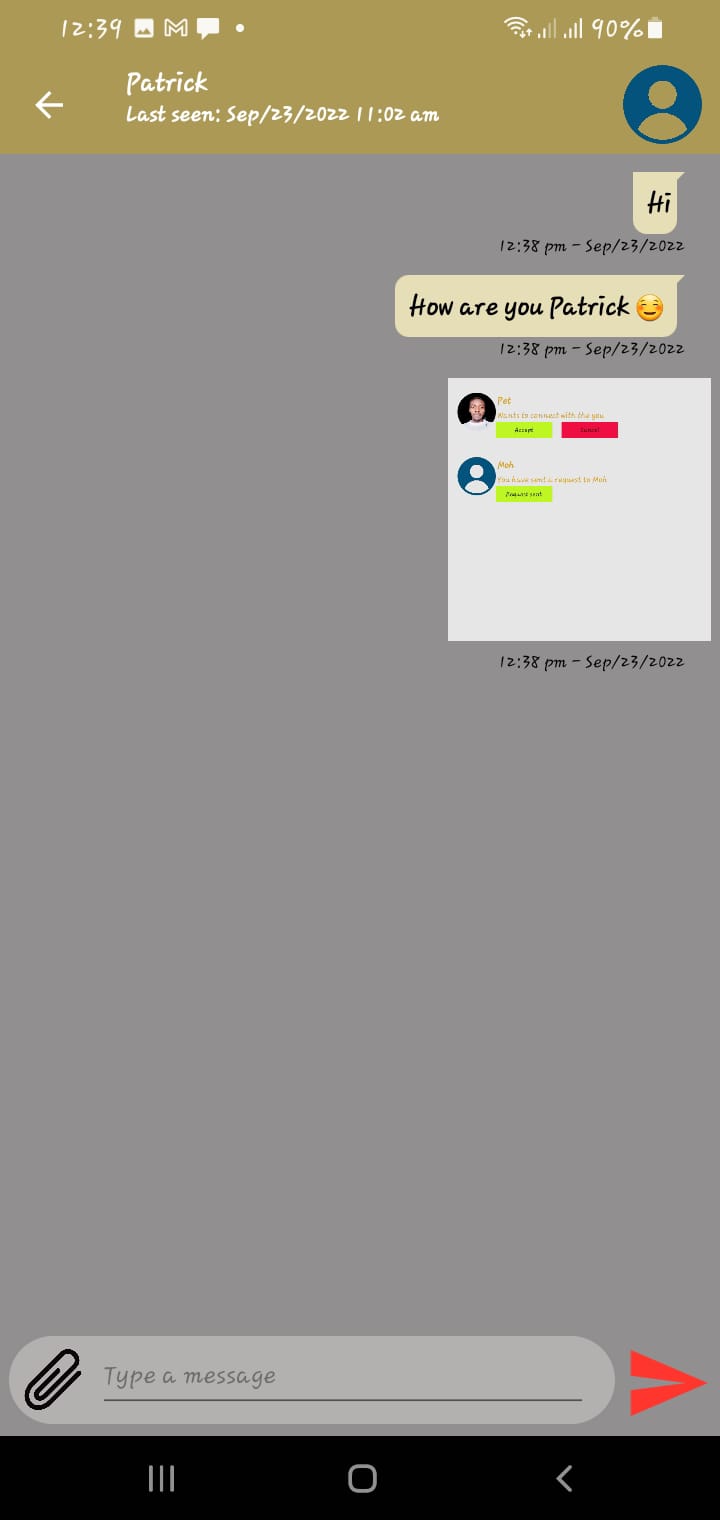 12:39
90%
Patrick
Last seen: Sep/23/2022 11:02 am
Hi
12:38 pm - Sep/23/2022
How are you Patrick ☺️
12:38 pm - Sep/23/2022
Pet
Wants to connect with the you
Accept
Cancel
Moh
You have sent a request to Moh
Request sent
12:38 pm - Sep/23/2022
Type a message